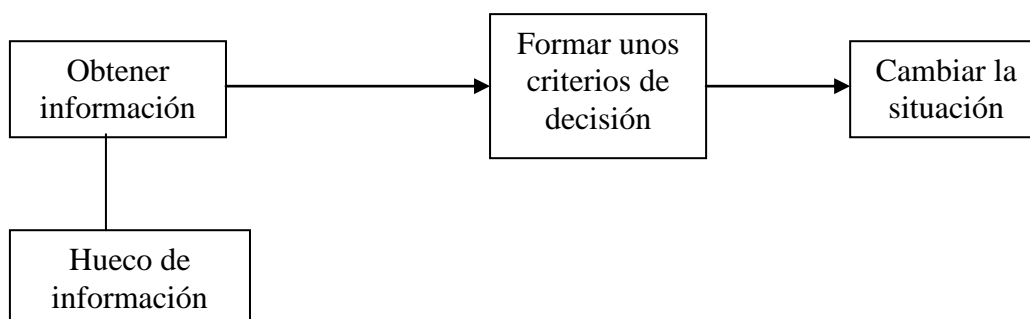 Obtener
información
Formar unos
criterios de
decisión
Cambiar la
situación
Hueco de
información